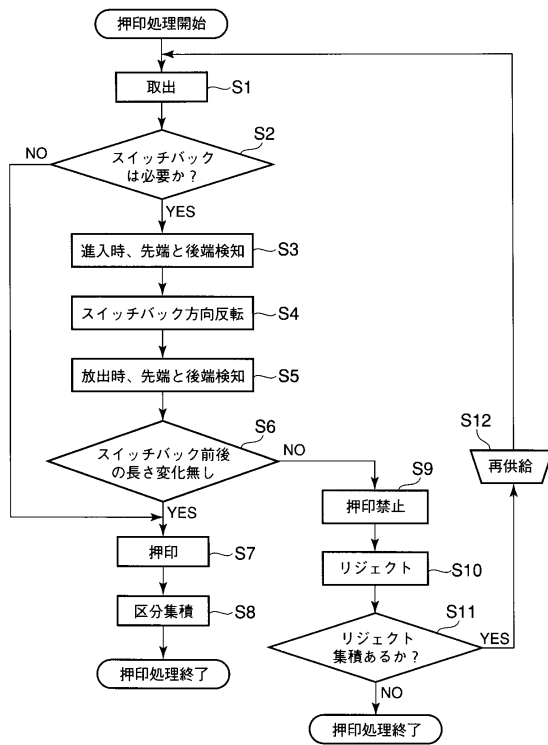 押印処理開始
取出
S1
S2
スイッチバック
は必要か？
NO
YES
進入時、先端と後端検知
S3
スイッチバック方向反転
S4
放出時、先端と後端検知
S5
S6
スイッチバック前後
の長さ変化無し
NO
YES
押印
S7
区分集積
S8
押印処理終了
S9
押印禁止
リジェクト
S10
S11
リジェクト
集積あるか？
YES
NO
押印処理終了
S12
再供給